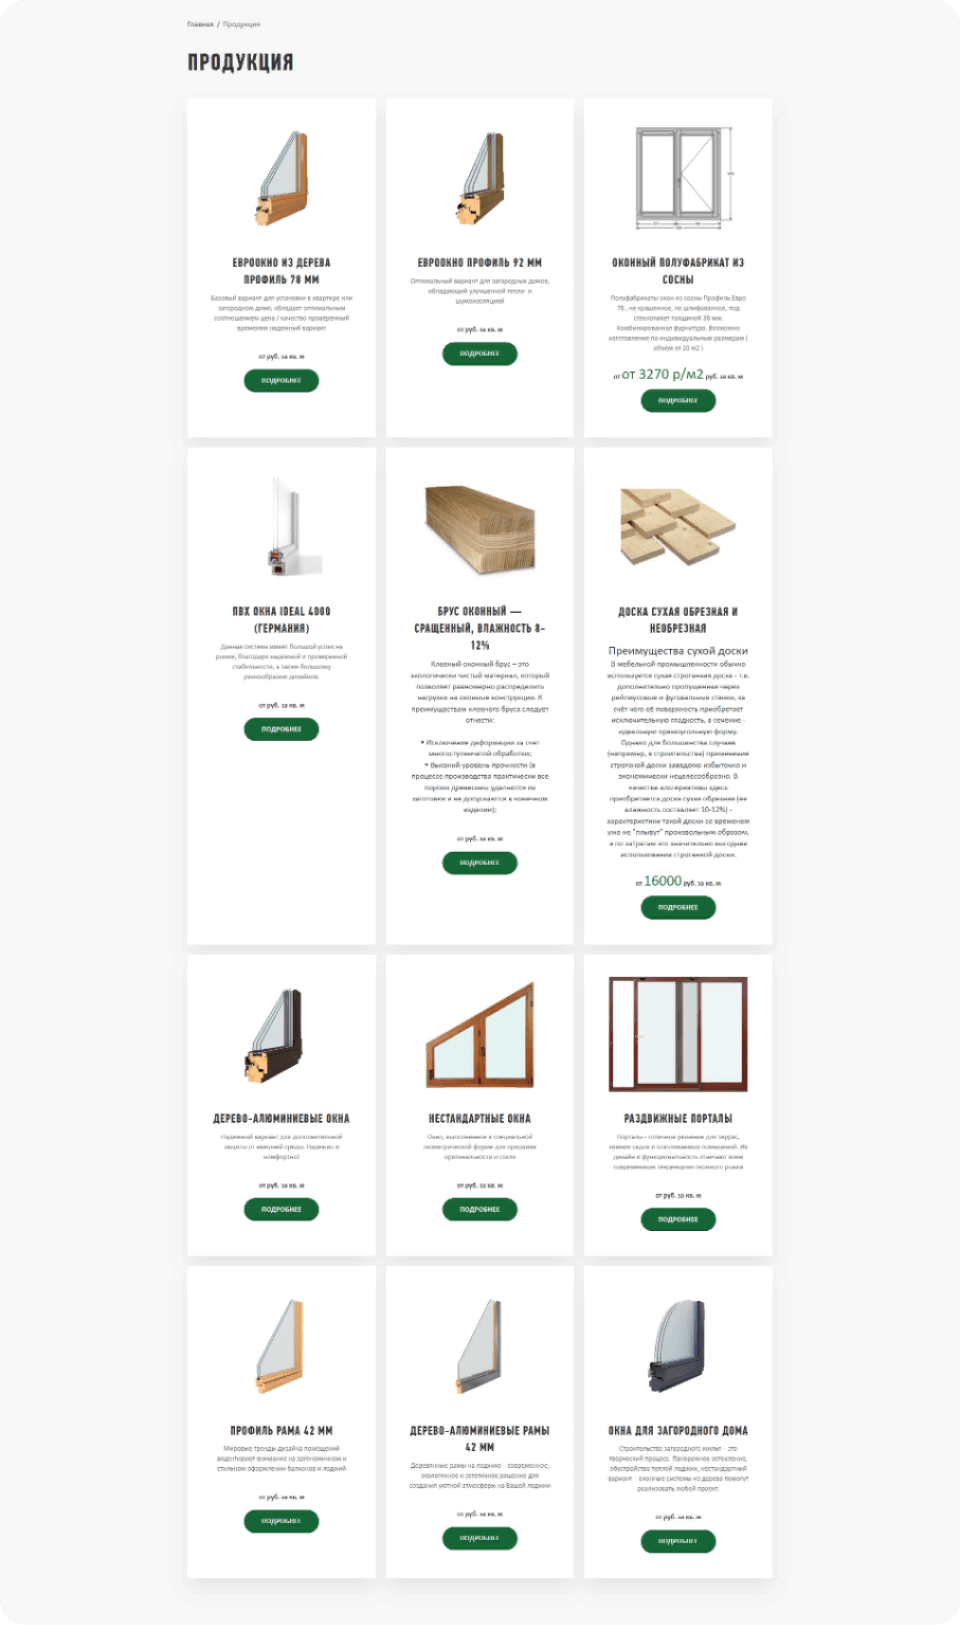 Главная / Продукция
ПРОДУКЦИЯ
ЕВРООКНО ИЗ ДЕРЕВА
ПРОФИЛЬ 78 ММ
Базовый вариант для установки в квартире или
загородном доме, обладает оптимальным
соотношением цена / качество проверенный
временем надежный вариант
от руб. за кв. м
ПОДРОБНЕЕ
ЕВРООКНО ПРОФИЛЬ 92 ММ
Оптимальный вариант для загородных домов,
обладающий улучшенной тепло- и
шумоизоляцией
от руб. за кв. м
ПОДРОБНЕЕ
ОКОННЫЙ ПОЛУФАБРИКАТ ИЗ
СОСНЫ
Полуфабрикаты окон из сосны Профиль Евро
78 , не крашенное, не шлифованное, под
стеклопакет толщиной 36 мм.
Комбинированная фурнитура. Возможно
изготовление по индивидуальным размерам (
объем от 20 м2 )
от от 3270 р/м2 руб. за кв. м
ПОДРОБНЕЕ
ПВХ ОКНА IDEAL 4000
(ГЕРМАНИЯ)
Данная система имеет большой успех на
рынке, благодаря надёжной и проверенной
стабильности, а также большому
разнообразию дизайнов.
от руб. за кв. м
ПОДРОБНЕЕ
БРУС ОКОННЫЙ —
СРАЩЕННЫЙ, ВЛАЖНОСТЬ 8-
12%
Клееный оконный брус – это
экологически чистый материал, который
позволяет равномерно распределить
нагрузки на оконные конструкции. К
преимуществам клееного бруса следует
отнести:
• Исключение деформации за счет
многоступенчатой обработки;
• Высокий уровень прочности (в
процессе производства практически все
пороки древесины удаляются из
заготовки и не допускаются в конечном
изделии);
от руб. за кв. м
ПОДРОБНЕЕ
ДОСКА СУХАЯ ОБРЕЗНАЯ И
НЕОБРЕЗНАЯ
Преимущества сухой доски
В мебельной промышленности обычно
используется сухая строганная доска - т.е.
дополнительно пропущенная через
рейсмусовые и фуговальные станки, за
счёт чего её поверхность приобретает
исключительную гладкость, а сечение -
идеальную прямоугольную форму.
Однако для большинства случаев
(например, в строительстве) применение
строганой доски заведомо избыточно и
экономически нецелесообразно. В
качестве альтернативы здесь
приобретается доска сухая обрезная (ее
влажность составляет 10-12%) -
характеристики такой доски со временем
уже не "плывут" произвольным образом,
а по затратам это значительно выгоднее
использования строганной доски.
от 16000 руб. за кв. м
ПОДРОБНЕЕ
ДЕРЕВО-АЛЮМИНИЕВЫЕ ОКНА
Надежный вариант для дополнительной
защиты от внешней среды. Надежно и
комфортно!
от руб. за кв. м
ПОДРОБНЕЕ
НЕСТАНДАРТНЫЕ ОКНА
Окно, выполненное в специальной
геометрической форме для придания
оригинальности и стиля
от руб. за кв. м
ПОДРОБНЕЕ
РАЗДВИЖНЫЕ ПОРТАЛЫ
Порталы – отличное решение для террас,
зимних садов и отапливаемых помещений. Их
дизайн и функциональность отвечают всем
современным тенденциям оконного рынка
от руб. за кв. м
ПОДРОБНЕЕ
ПРОФИЛЬ РАМА 42 ММ
Мировые тренды дизайна помещений
акцентируют внимание на эргономичном и
стильном оформлении балконов и лоджий
от руб. за кв. м
ПОДРОБНЕЕ
ДЕРЕВО-АЛЮМИНИЕВЫЕ РАМЫ
42 ММ
Деревянные рамы на лоджию - современное,
экологичное и эстетичное решение для
создания уютной атмосферы на Вашей лоджии
от руб. за кв. м
ПОДРОБНЕЕ
ОКНА ДЛЯ ЗАГОРОДНОГО ДОМА
Строительство загородного жилья - это
творческий процесс. Панорамное остекление,
обустройство теплой лоджии, нестандартный
вариант - оконные системы из дерева помогут
реализовать любой проект.
от руб. за кв. м
ПОДРОБНЕЕ